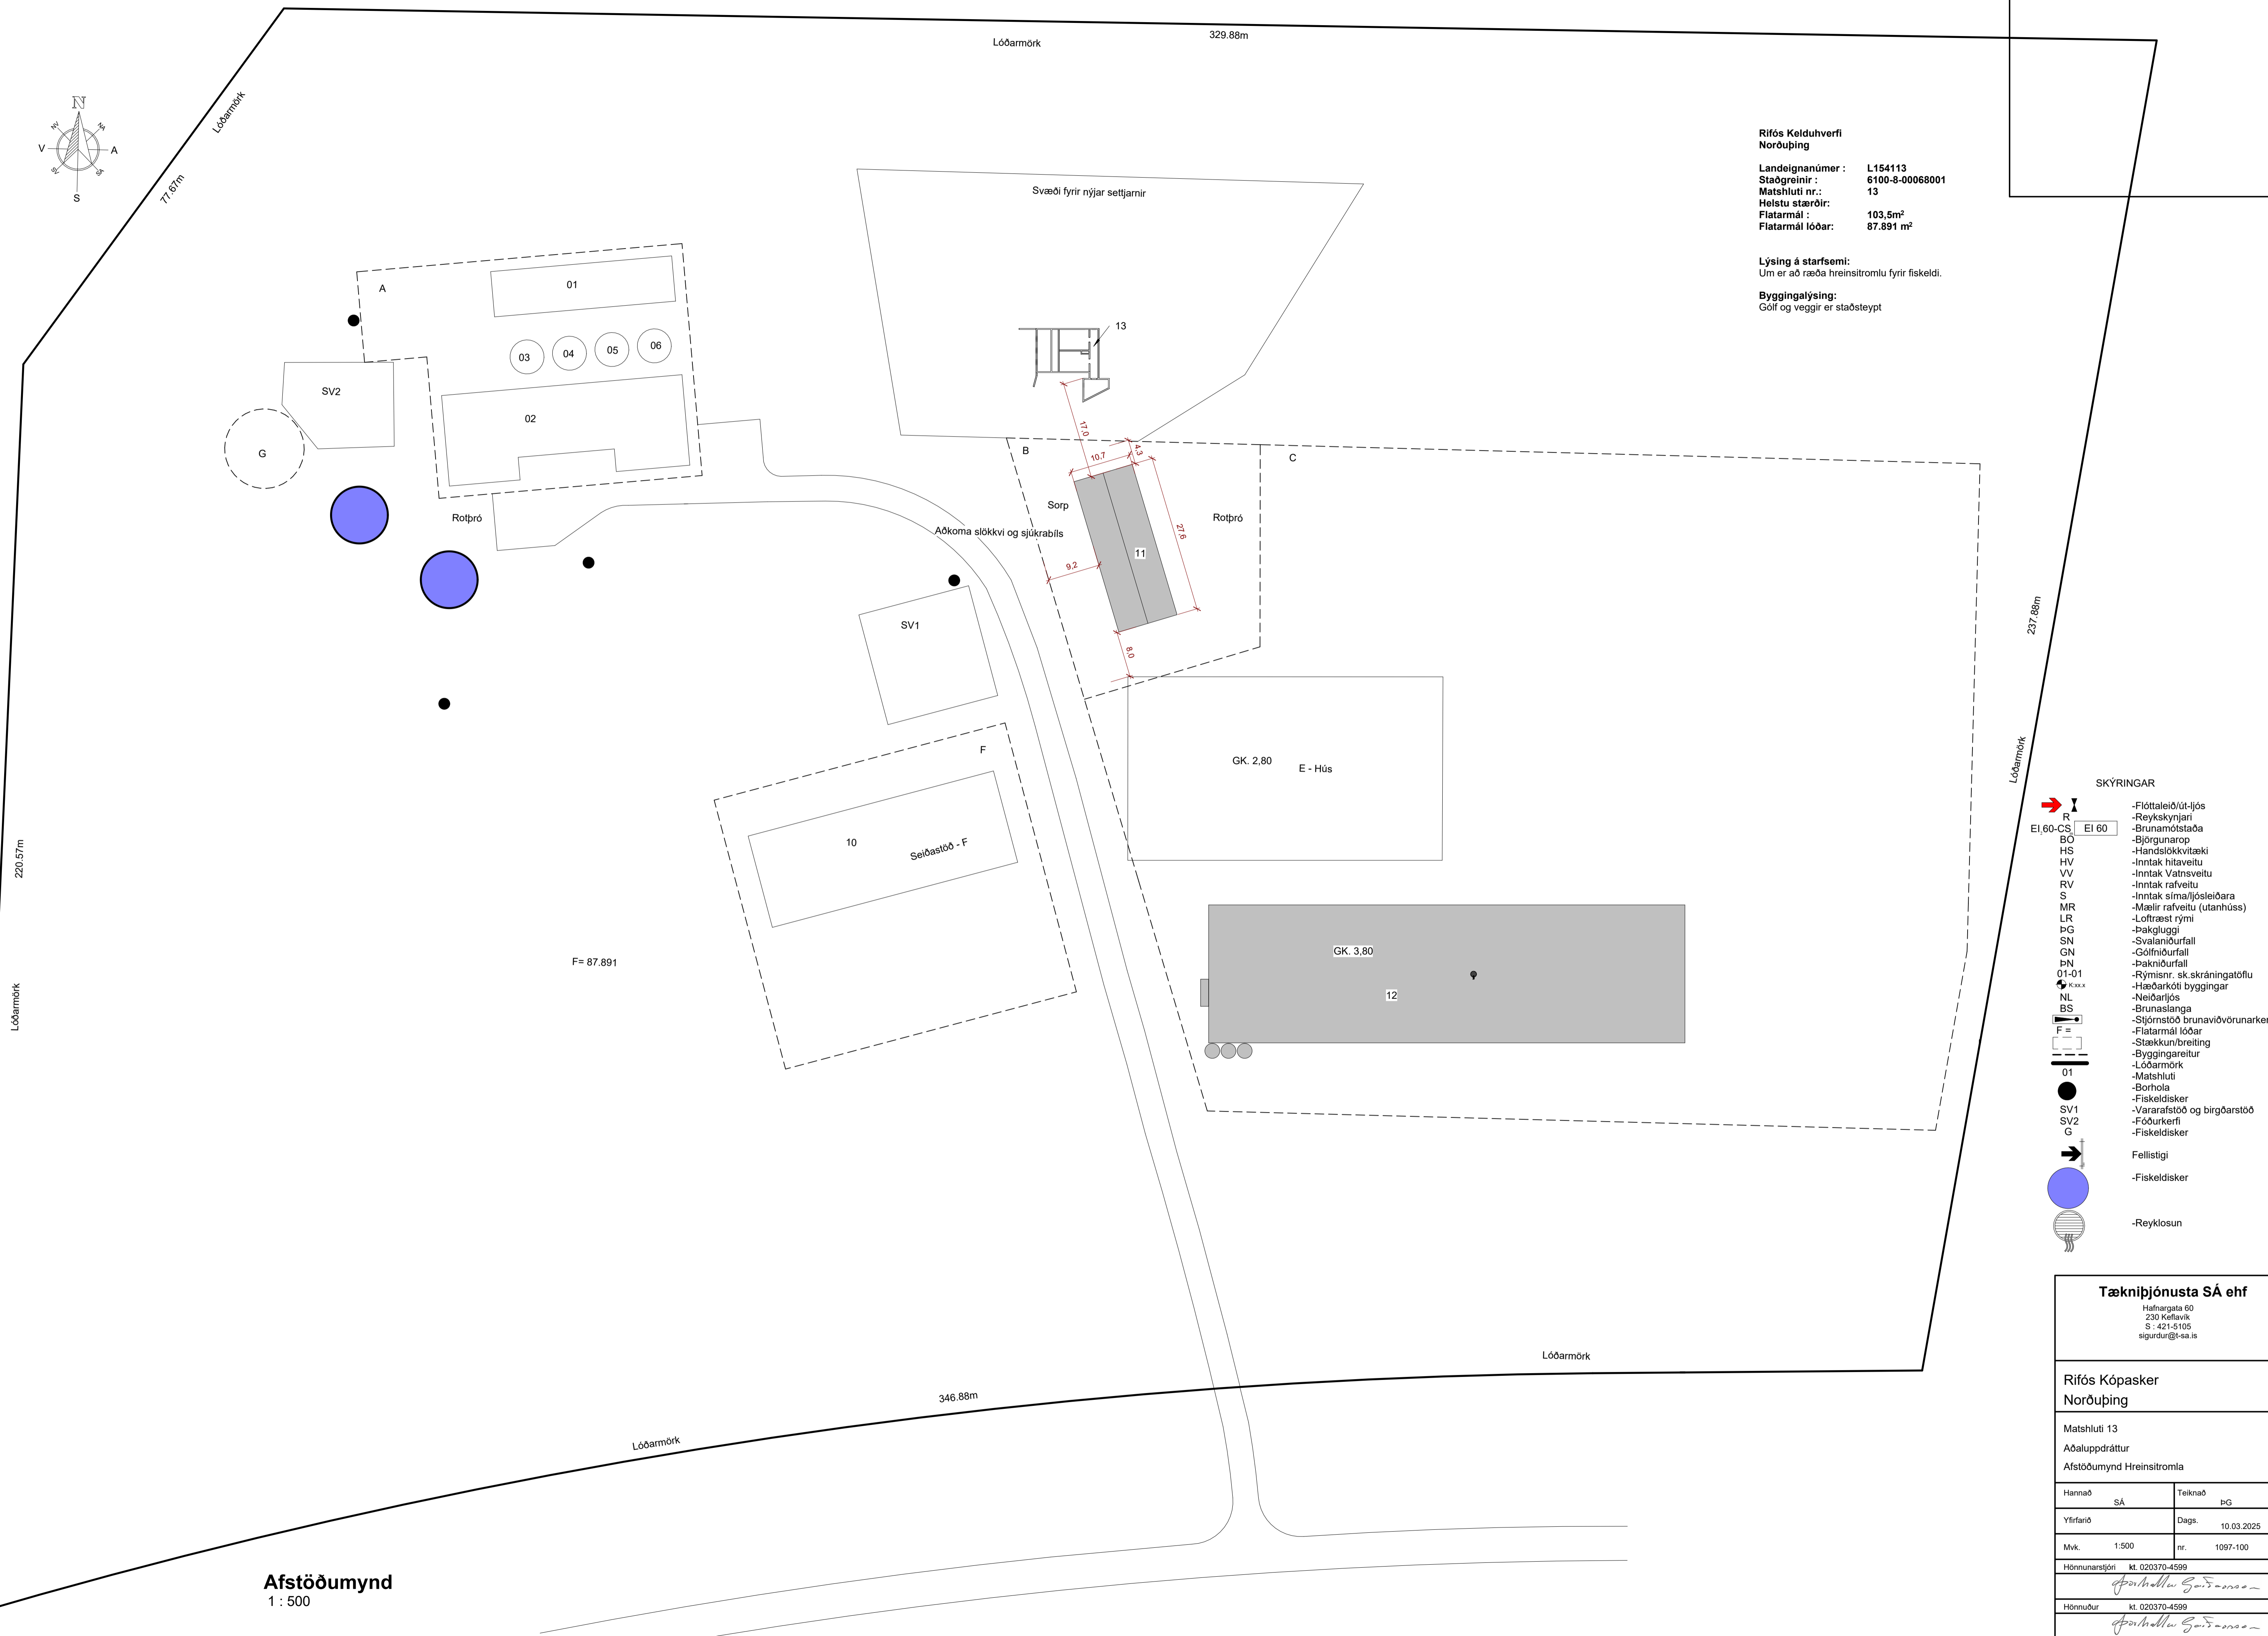 Lóðarmörk
329.88m
Lóðarmörk
77.67m
N
NV
NA
V
A
SV
SA
S
Rifós Kelduhverfi
Norðuþing
Landeignanúmer : L154113
Staðgreinir : 6100-8-00068001
Matshluti nr.: 13
Helstu stærðir:
Flatarmál : 103,5m²
Flatarmál lóðar: 87.891 m²
Lýsing á starfsemi:
Um er að ræða hreinsitromlu fyrir fiskeldi.
Byggingalýsing:
Gólf og veggir er staðsteypt
Svæði fyrir nýjar settjarnir
A
01
13
03
04
05
06
SV2
02
G
17,0
B
10,7
4,3
C
Sorp
Rotþró
Rotþró
Aðkoma slökkvi og sjúkrabíls
27,6
11
9,2
SV1
8,0
237.88m
F
GK. 2,80
E - Hús
Lóðarmörk
10
Seiðastöð - F
220.57m
F= 87.891
GK. 3,80
12
Lóðarmörk
SKÝRINGAR
-Flóttaleið/út-ljós
R -Reykskynjari
EI260-CS EI 60 -Brunamótstaða
BO -Björgunarop
HS -Handslökkvitæki
HV -Inntak hitaveitu
VV -Inntak Vatnsveitu
RV -Inntak rafveitu
S -Inntak síma/ljósleiðara
MR -Mælir rafveitu (utanhúss)
LR -Loftræst rými
ÞG -Þakgluggi
SN -Svalaniðurfall
GN -Gólfniðurfall
ÞN -Þakniðurfall
01-01 -Rýmisnr. sk.skráningatöflu
K:xx.x -Hæðarkóti byggingar
NL -Neiðarljós
BS -Brunaslanga
-Stjórnstöð brunaviðvörunarker
F = -Flatarmál lóðar
-Stækkun/breiting
-Byggingareitur
-Lóðarmörk
01 -Matshluti
-Borhola
-Fiskeldisker
SV1 -Vararafstöð og birgðarstöð
SV2 -Fóðurkerfi
G -Fiskeldisker
Fellistigi
-Fiskeldisker
-Reyklosun
Lóðarmörk
346.88m
Lóðarmörk
Afstöðumynd
1 : 500
Tækniþjónusta SÁ ehf
Hafnargata 60
230 Keflavík
S : 421-5105
sigurdur@t-sa.is
Rifós Kópasker
Norðuþing
Matshluti 13
Aðaluppdráttur
Afstöðumynd Hreinsitromla
Hannað SÁ Teiknað ÞG
Yfirfarið Dags. 10.03.2025
Mvk. 1:500 nr. 1097-100
Hönnunarstjóri kt. 020370-4599
Hönnuður kt. 020370-4599